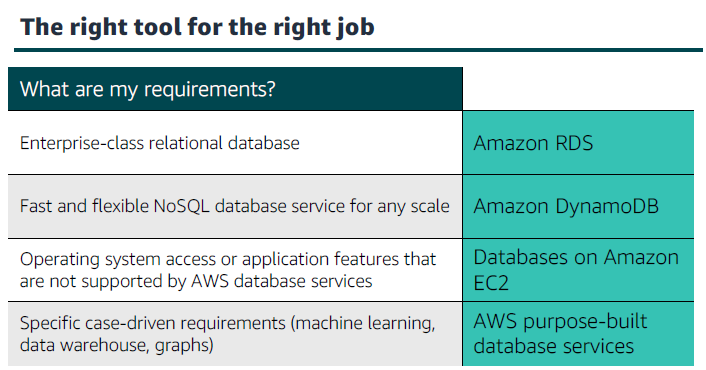 The right tool for the right job
What are my requirements?
Enterprise-class relational database
Amazon RDS
Fast and flexible NoSQL database service for any scale
Amazon DynamoDB
Operating system access or application features that
are not supported by AWS database services
Databases on Amazon
EC2
Specific case-driven requirements (machine learning,
data warehouse, graphs)
AWS purpose-built
database services